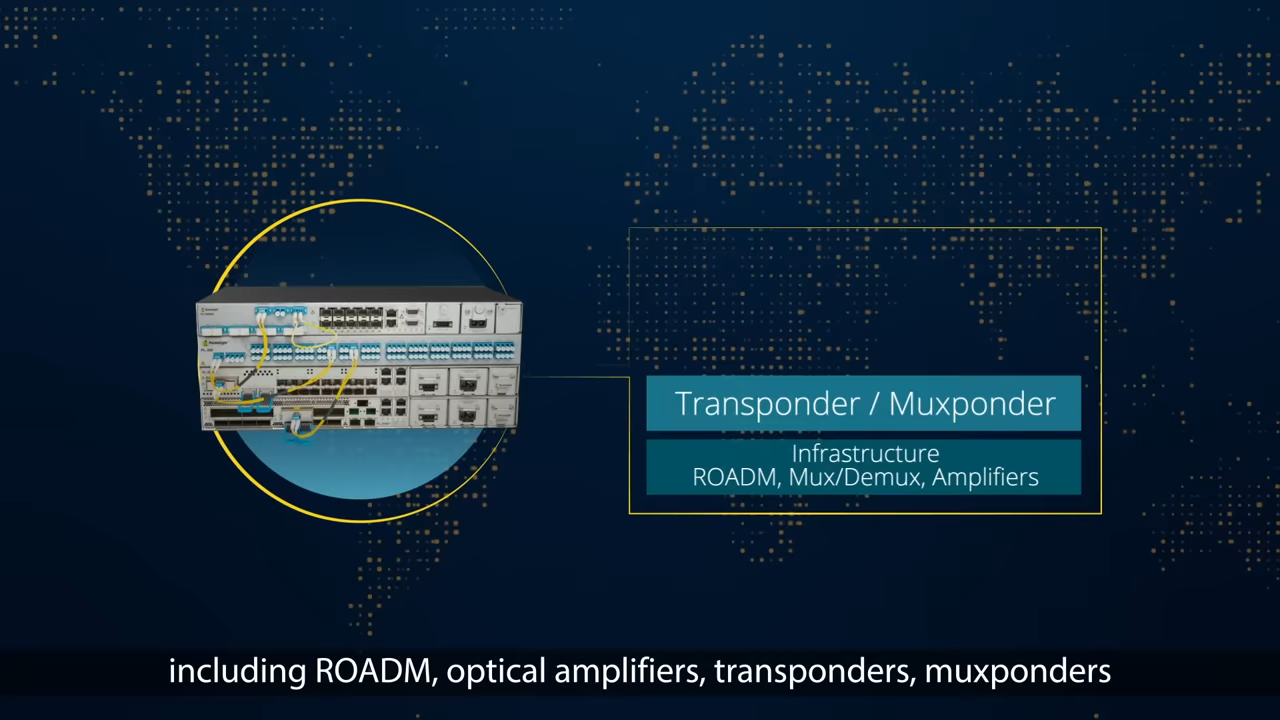 Transponder / Muxponder
Infrastructure
ROADM, Mux/Demux, Amplifiers
including ROADM, optical amplifiers, transponders, muxponders